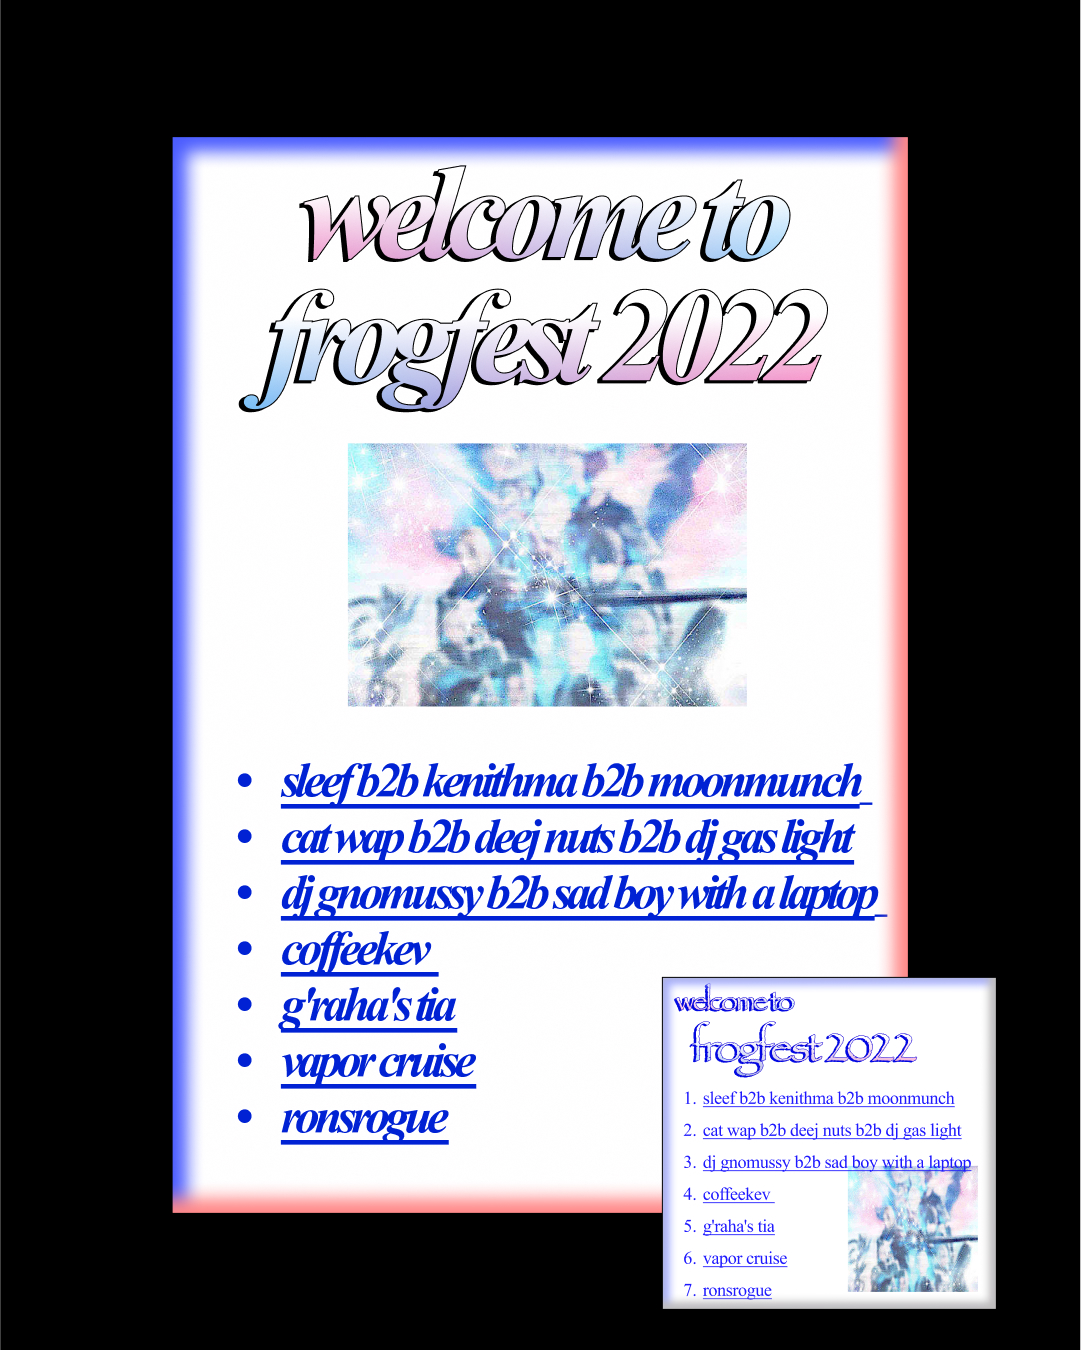 welcome to
frogfest 2022
• sleef b2b kenithma b2b moonmunch
• cat wap b2b deej nuts b2b dj gas light
• dj gnomussy b2b sad boy with a laptop
• coffeekev
• g'raha's tia
• vapor cruise
• ronsrogue
welcome to
frogfest 2022
1. sleef b2b kenithma b2b moonmunch
2. cat wap b2b deej nuts b2b dj gas light
3. dj gnomussy b2b sad boy with a laptop
4. coffeekev
5. g'raha's tia
6. vapor cruise
7. ronsrogue